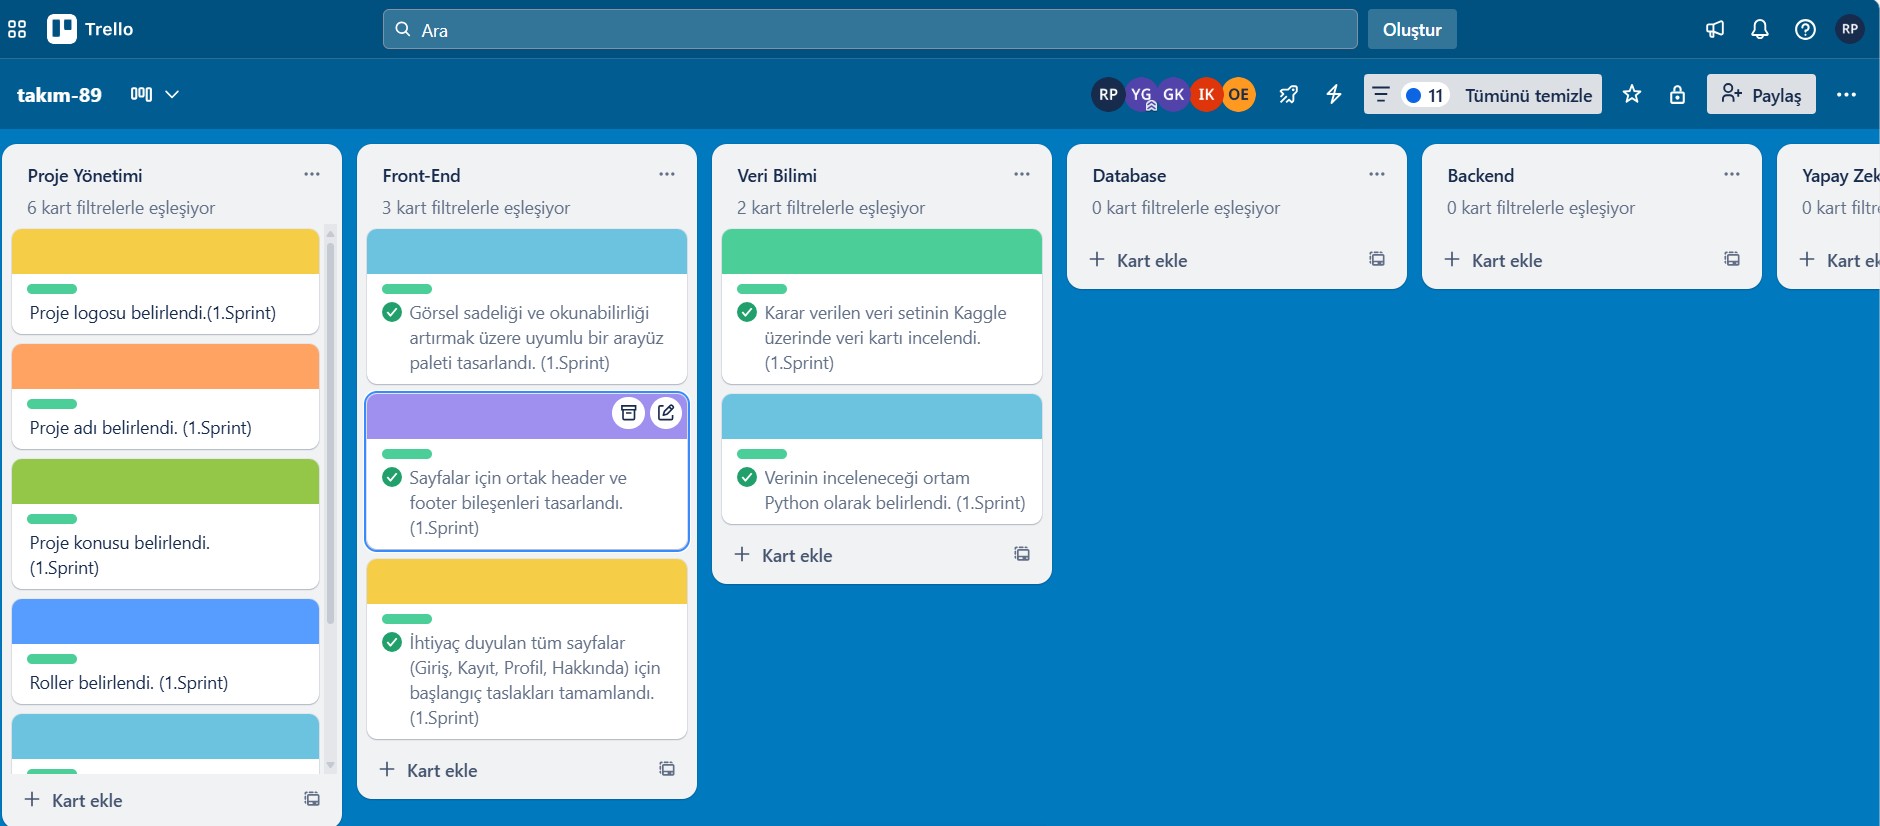 Trello
Ara
Oluştur
RP
takım-89
RP YG GK IK OE
11 Tümünü temizle
Paylaş
Proje Yönetimi
6 kart filtrelerle eşleşiyor
Proje logosu belirlendi.(1.Sprint)
Proje adı belirlendi. (1.Sprint)
Proje konusu belirlendi.
(1.Sprint)
Roller belirlendi. (1.Sprint)
Kart ekle
Front-End
3 kart filtrelerle eşleşiyor
Görsel sadeliği ve okunabilirliği
artırmak üzere uyumlu bir arayüz
paleti tasarlandı. (1.Sprint)
Sayfalar için ortak header ve
footer bileşenleri tasarlandı.
(1.Sprint)
İhtiyaç duyulan tüm sayfalar
(Giriş, Kayıt, Profil, Hakkında) için
başlangıç taslakları tamamlandı.
(1.Sprint)
Kart ekle
Veri Bilimi
2 kart filtrelerle eşleşiyor
Karar verilen veri setinin Kaggle
üzerinde veri kartı incelendi.
(1.Sprint)
Verinin inceleneceği ortam
Python olarak belirlendi. (1.Sprint)
Kart ekle
Database
0 kart filtrelerle eşleşiyor
Kart ekle
Backend
0 kart filtrelerle eşleşiyor
Kart ekle
Yapay
0 kart
Kart